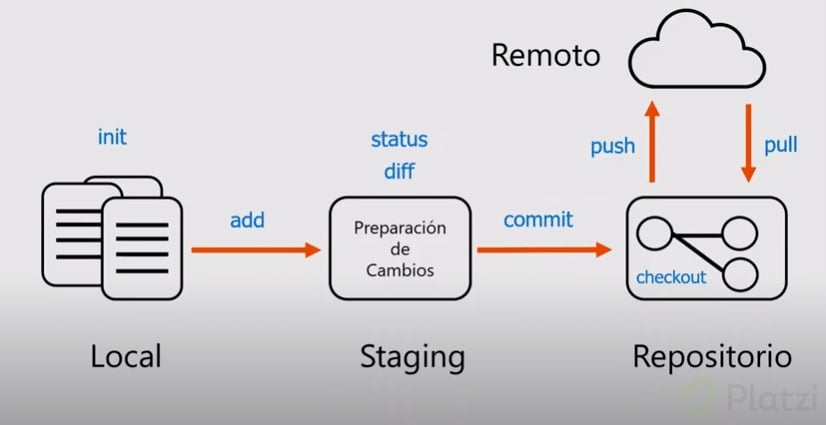 Remoto
init
status
diff
push
pull
add
Preparación
de
Cambios
commit
checkout
Local
Staging
Repositorio
Platzi